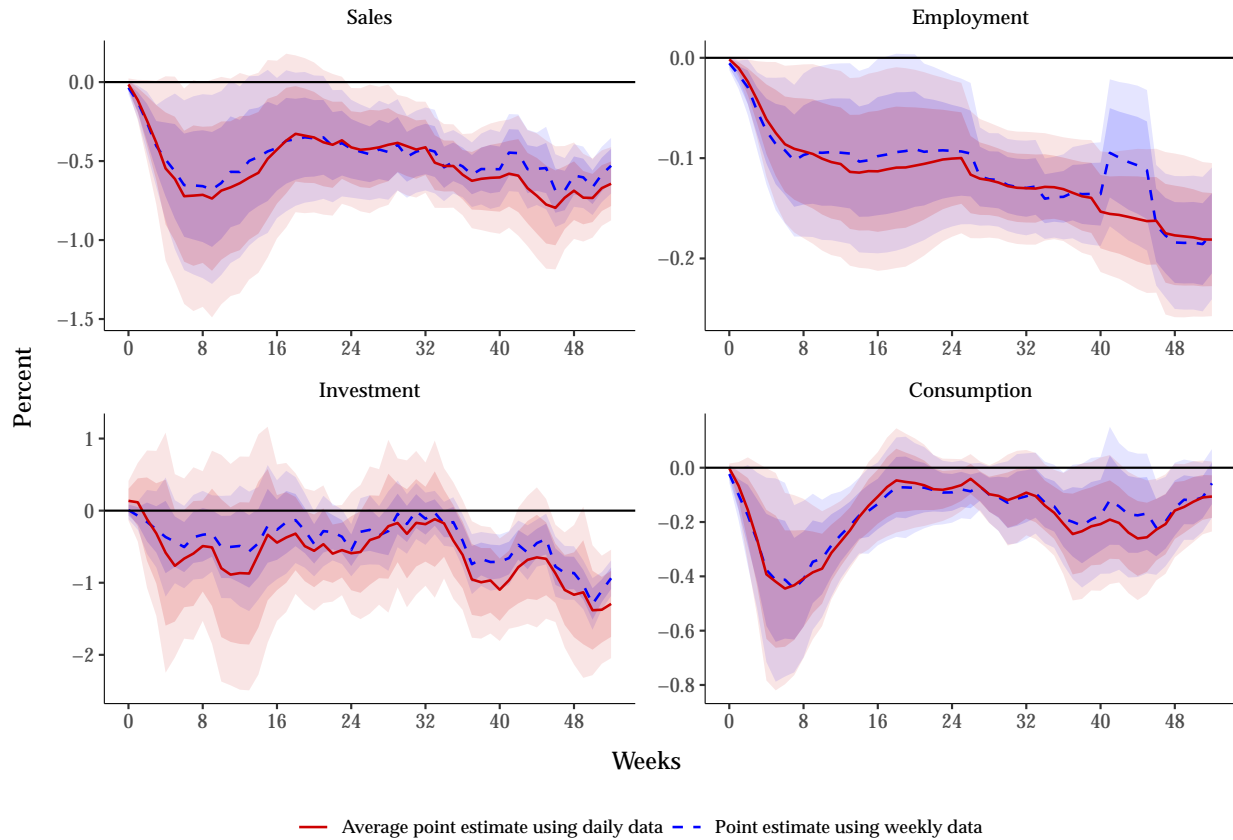 Sales
Employment
0.0
−0.5
−1.0
−1.5
0 8 16 24 32 40 48
0.0
−0.1
−0.2
0 8 16 24 32 40 48
Percent
Investment
Consumption
1
0
−1
−2
0 8 16 24 32 40 48
0.0
−0.2
−0.4
−0.6
−0.8
0 8 16 24 32 40 48
Weeks
Average point estimate using daily data Point estimate using weekly data